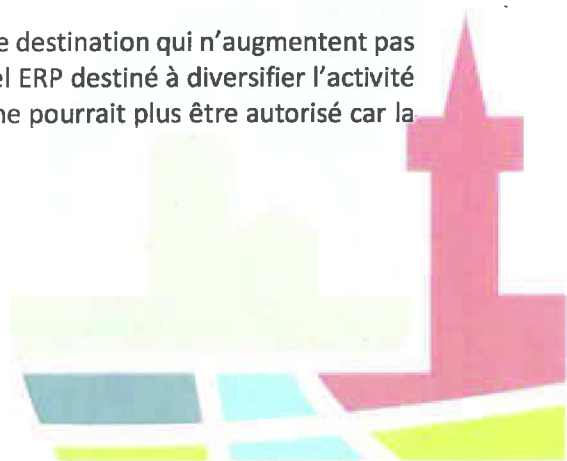 e destination qui n'augmentent pas
el ERP destiné à diversifier l'activité
ne pourrait plus être autorisé car la